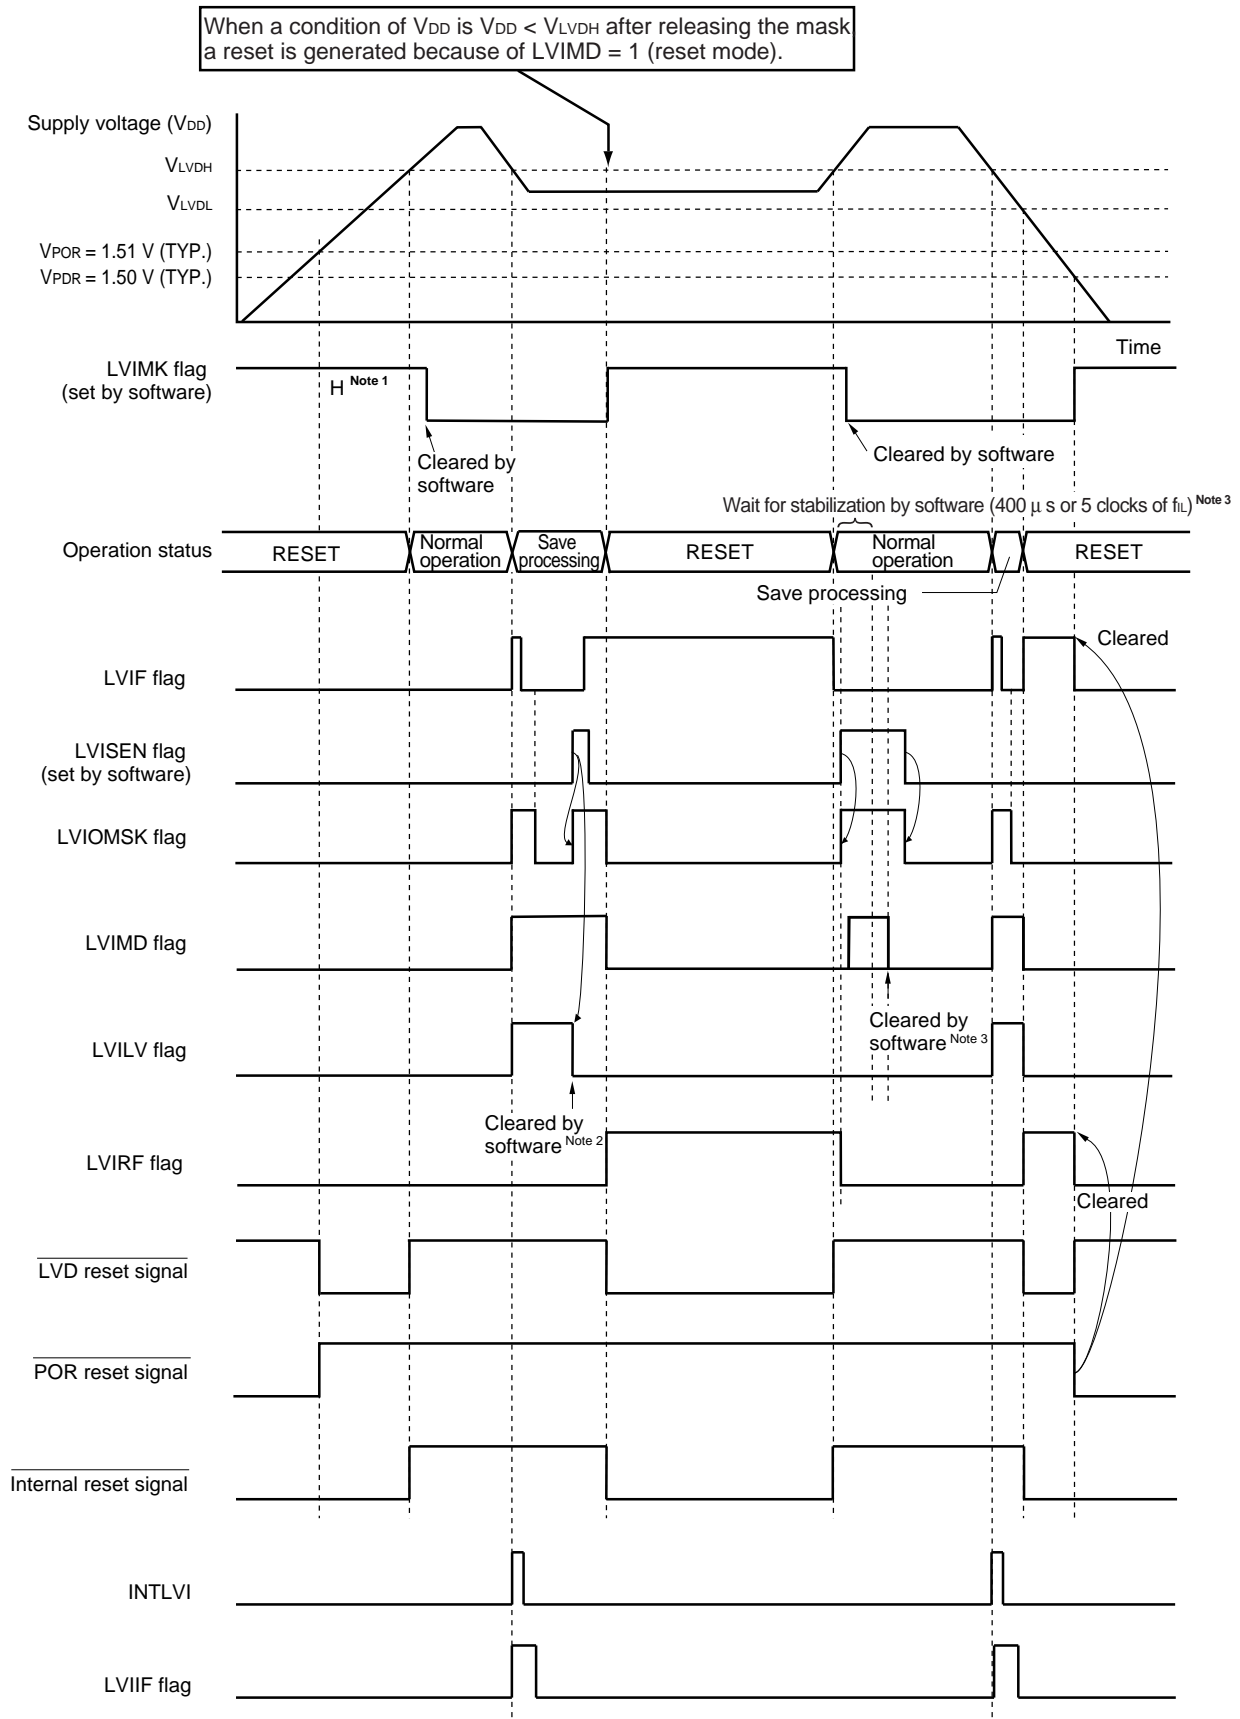 When a condition of VDD is VDD < VLVDH after releasing the mask
a reset is generated because of LVIMD = 1 (reset mode).
Supply voltage (VDD)
VLVDH
VLVDL
VPOR = 1.51 V (TYP.)
VPDR = 1.50 V (TYP.)
Time
LVIMK flag
(set by software)
H Note 1
Cleared by
software
Cleared by software
Wait for stabilization by software (400 μ s or 5 clocks of fIL) Note 3
Operation status
RESET
Normal
operation
Save
processing
RESET
Normal
operation
RESET
Save processing
LVIF flag
Cleared
LVISEN flag
(set by software)
LVIOMSK flag
LVIMD flag
Cleared by
software Note 3
LVILV flag
Cleared by
software Note 2
LVIRF flag
Cleared
LVD reset signal
POR reset signal
Internal reset signal
INTLVI
LVIIF flag